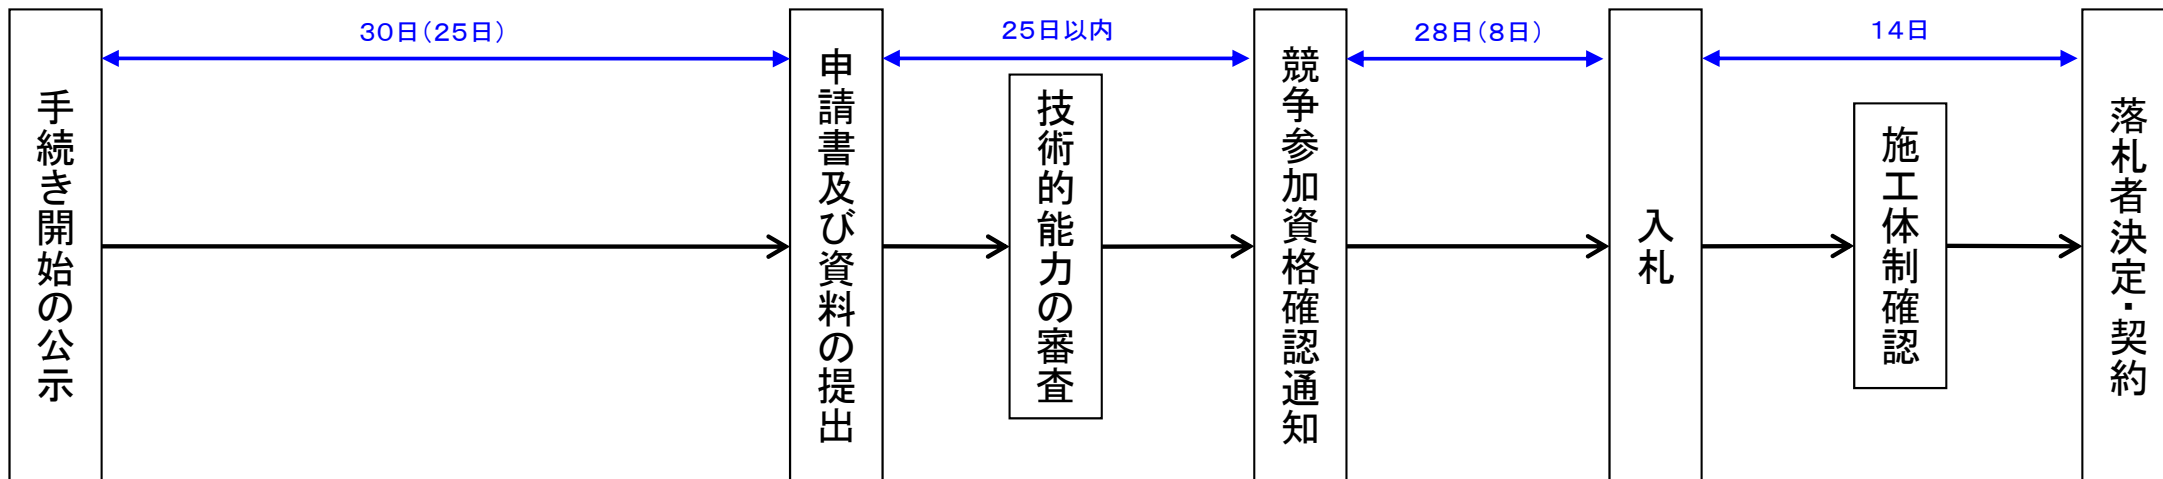 30日(25日)
25日以内
28日(8日)
14日
手続き開始の公示
申請書及び資料の提出
技術的能力の審査
競争参加資格確認通知
入札
施工体制確認
落札者決定・契約